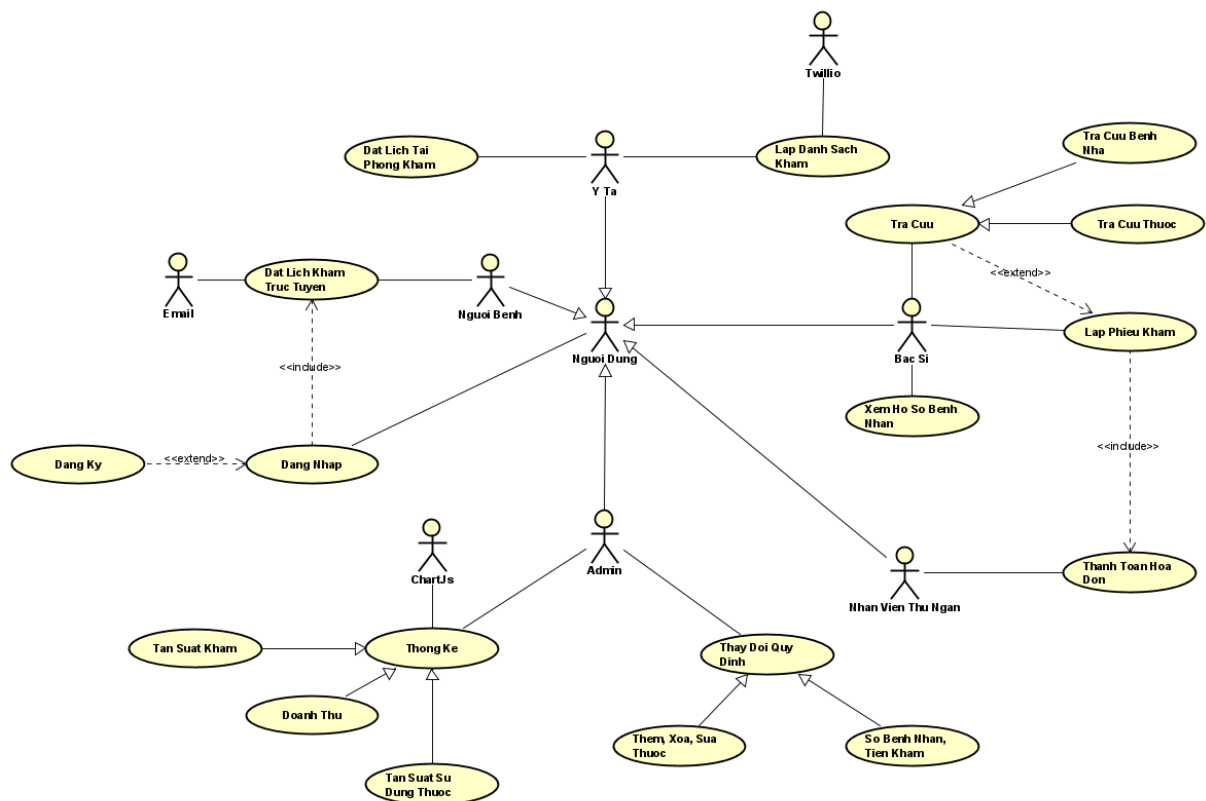 Twillio
Dat Lich Tai
Phong Kham
Y Ta
Lap Danh Sach
Kham
Tra Cuu Benh
Nha
Tra Cuu
Tra Cuu Thuoc
<<extend>>
Email
Dat Lich Kham
Truc Tuyen
Nguoi Benh
Nguoi Dung
Bac Si
Lap Phieu Kham
<<include>>
Xem Ho So Benh
Nhan
<<include>>
Dang Ky
<<extend>>
Dang Nhap
ChartJs
Admin
Nhan Vien Thu Ngan
Thanh Toan Hoa
Don
Tan Suat Kham
Thong Ke
Thay Doi Quy
Dinh
Doanh Thu
Them, Xoa, Sua
Thuoc
So Benh Nhan,
Tien Kham
Tan Suat Su
Dung Thuoc